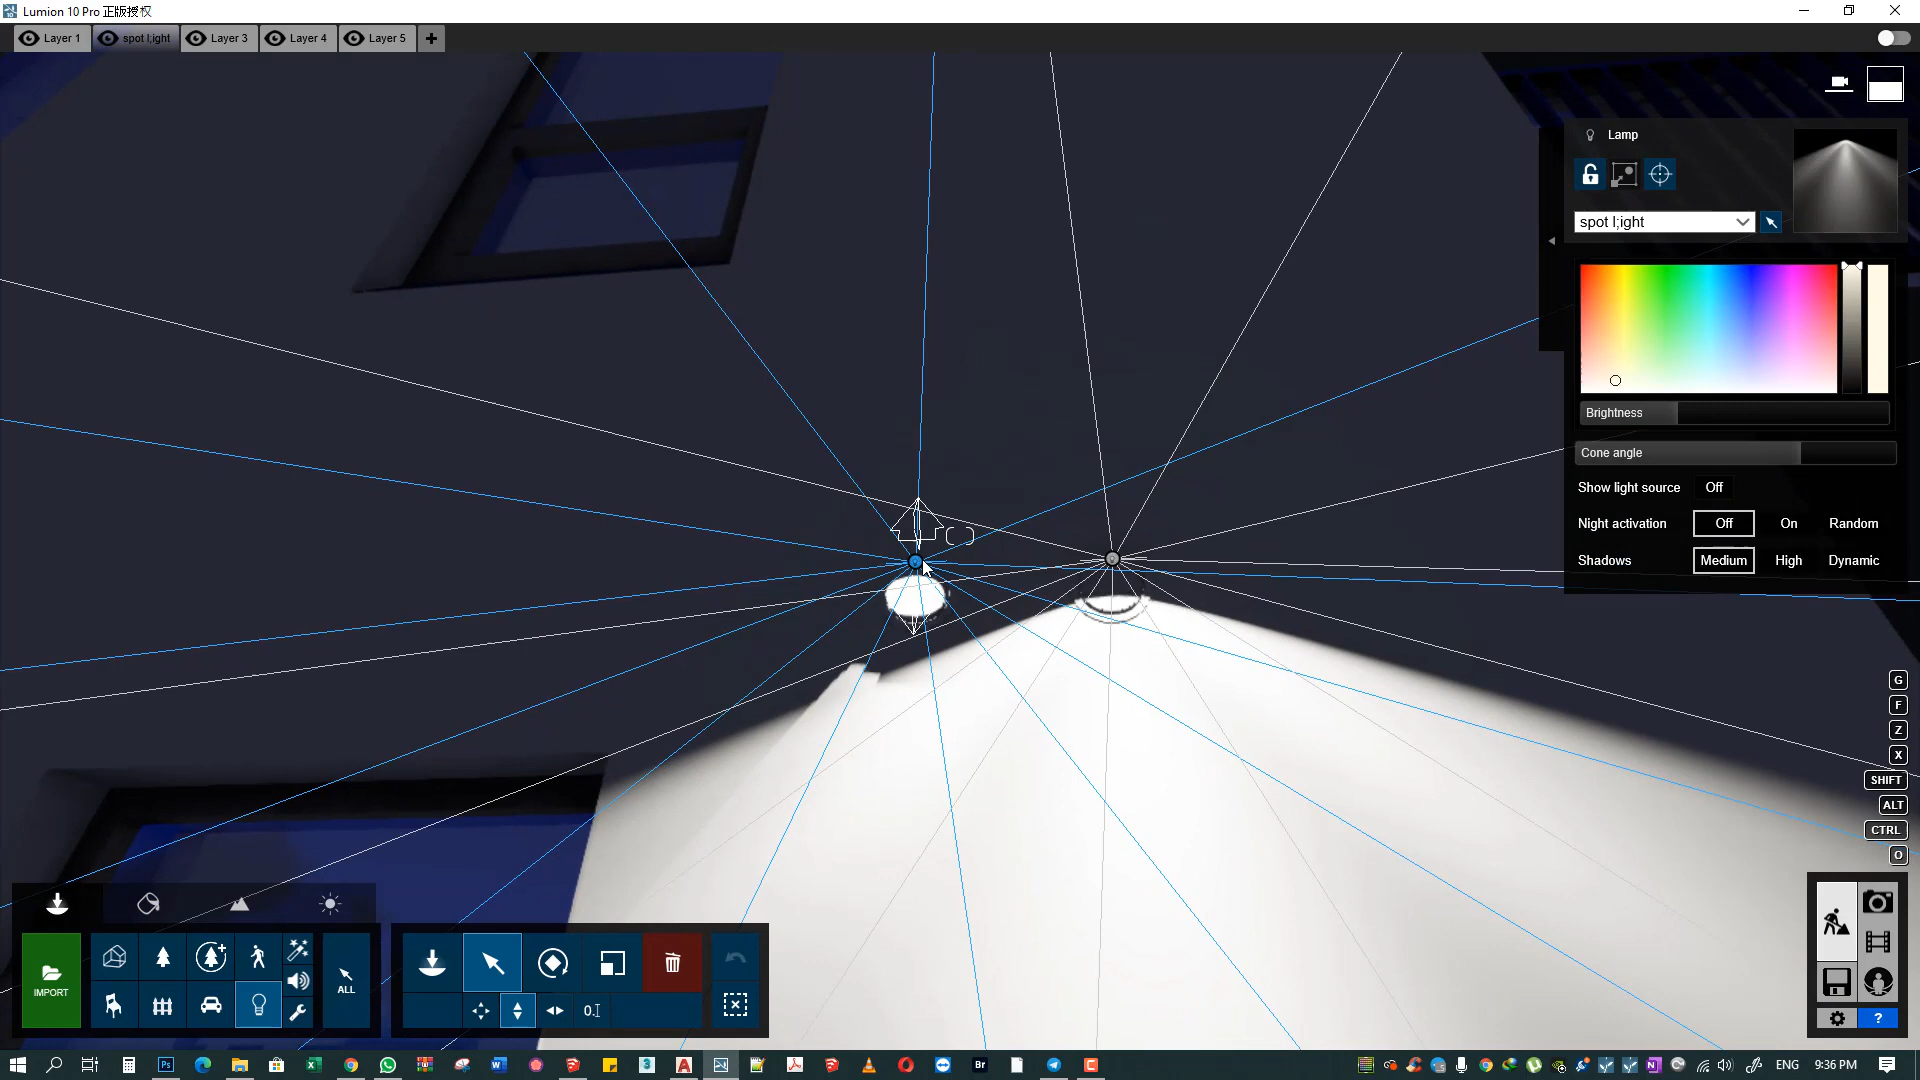 Lumion 10 Pro 正版授权
Layer 1
spot l;ight
Layer 3
Layer 4
Layer 5
+
Lamp
spot l;ight
Brightness
Cone angle
Show light source Off
Night activation Off On Random
Shadows Medium High Dynamic
G
F
Z
X
SHIFT
ALT
CTRL
O
IMPORT
ALL
0.
?
ENG 9:36 PM